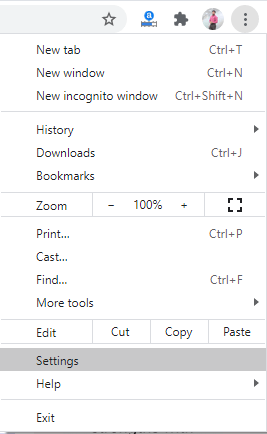 New tab Ctrl+T
New window Ctrl+N
New incognito window Ctrl+Shift+N
History
Downloads Ctrl+J
Bookmarks
Zoom − 100% +
Print... Ctrl+P
Cast...
Find... Ctrl+F
More tools
Edit Cut Copy Paste
Settings
Help
Exit